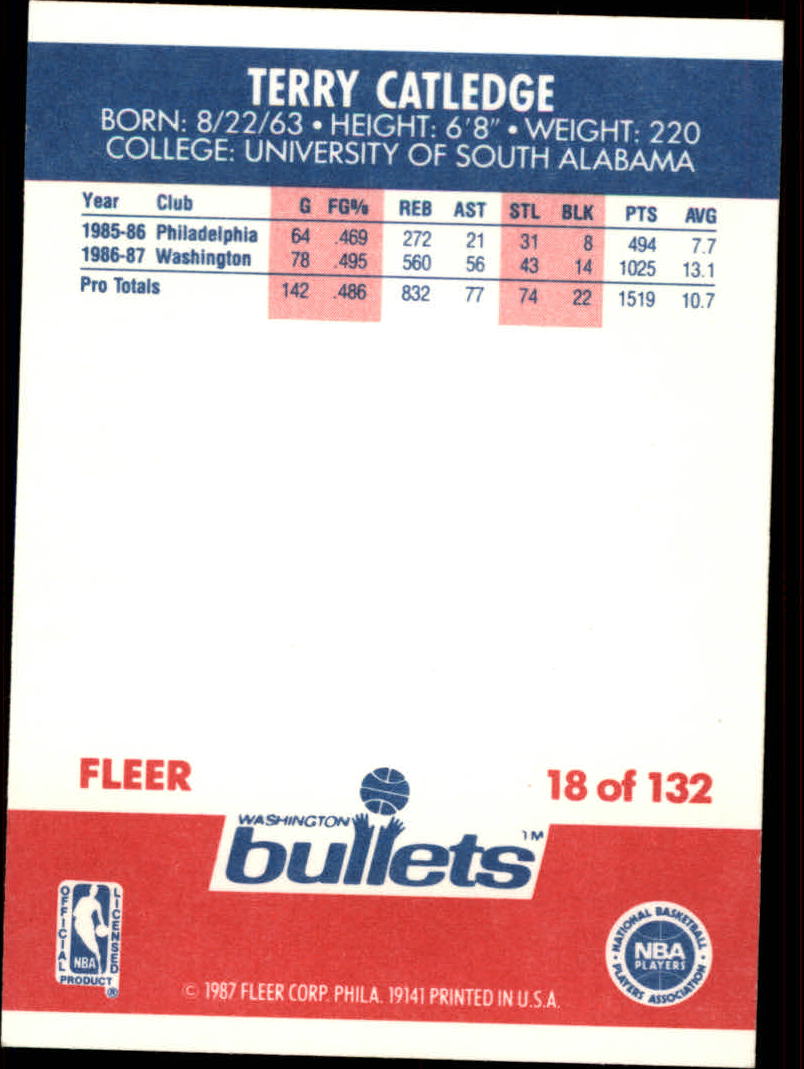 TERRY CATLEDGE
BORN: 8/22/63 • HEIGHT: 6'8" • WEIGHT: 220
COLLEGE: UNIVERSITY OF SOUTH ALABAMA
Year Club G FG% REB AST STL BLK PTS AVG
1985-86 Philadelphia 64 .469 272 21 31 8 494 7.7
1986-87 Washington 78 .495 560 56 43 14 1025 13.1
Pro Totals 142 .486 832 77 74 22 1519 10.7
FLEER 18 of 132
WASHINGTON
bullets TM
OFFICIAL LICENSED
NBA
PRODUCT ®
• NATIONAL BASKETBALL •
NBA
PLAYERS
PLAYERS ASSOCIATION
© 1987 FLEER CORP. PHILA. 19141 PRINTED IN U.S.A.